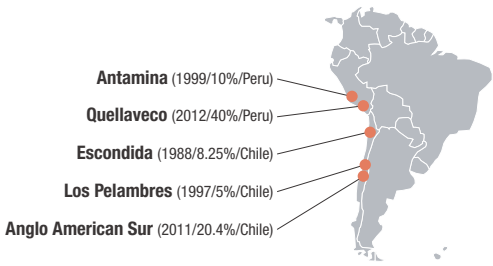 Antamina (1999/10%/Peru)
Quellaveco (2012/40%/Peru)
Escondida (1988/8.25%/Chile)
Los Pelambres (1997/5%/Chile)
Anglo American Sur (2011/20.4%/Chile)